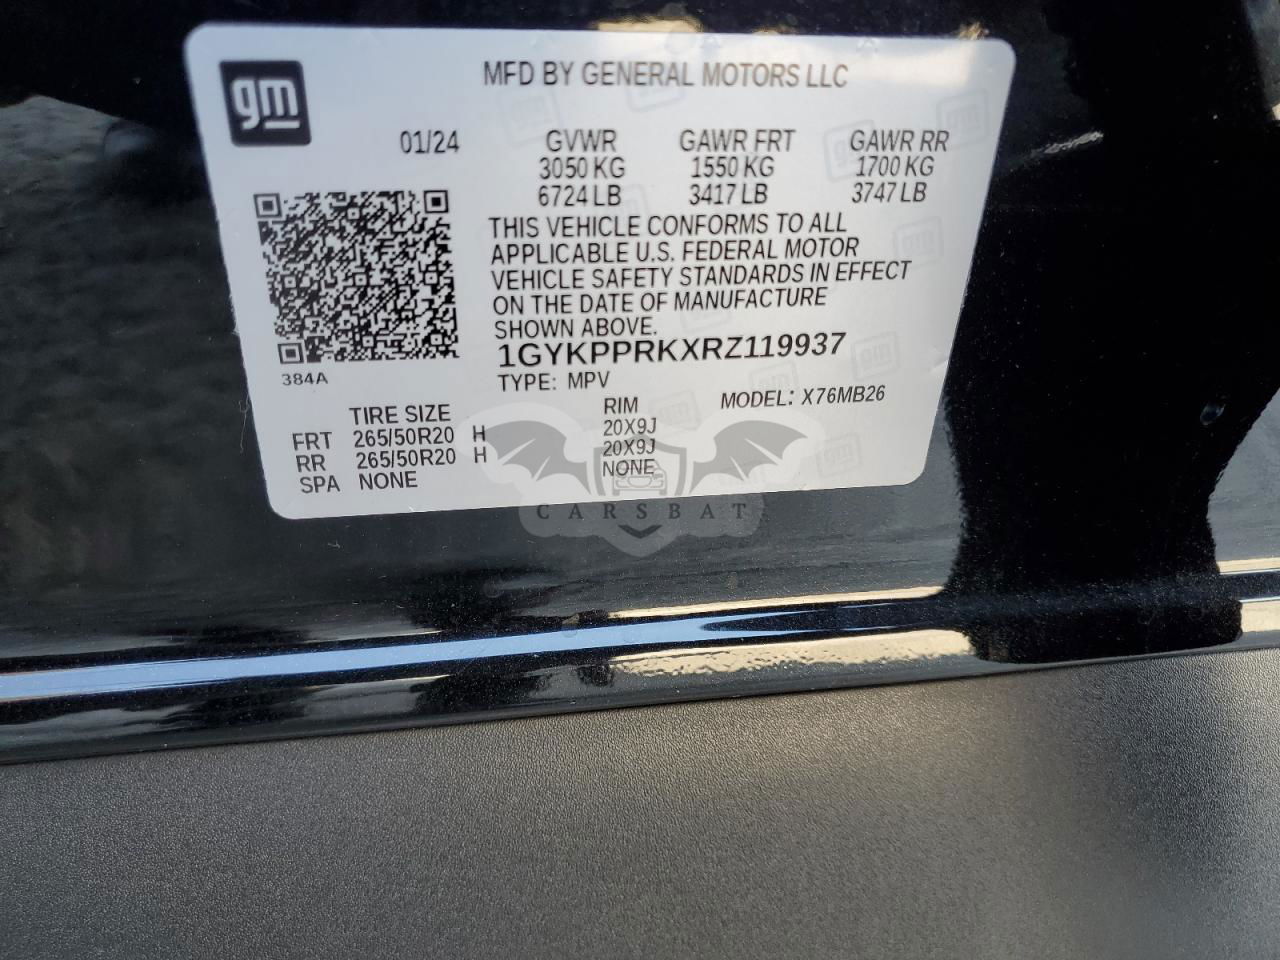 gm
MFD BY GENERAL MOTORS LLC
01/24 GVWR GAWR FRT GAWR RR
3050 KG 1550 KG 1700 KG
6724 LB 3417 LB 3747 LB
THIS VEHICLE CONFORMS TO ALL
APPLICABLE U.S. FEDERAL MOTOR
VEHICLE SAFETY STANDARDS IN EFFECT
ON THE DATE OF MANUFACTURE
SHOWN ABOVE.
1GYKPPRKXRZ119937
384A
TYPE: MPV MODEL: X76MB26
TIRE SIZE RIM
FRT 265/50R20 H 20X9J
RR 265/50R20 H 20X9J
SPA NONE NONE
CARSBAT